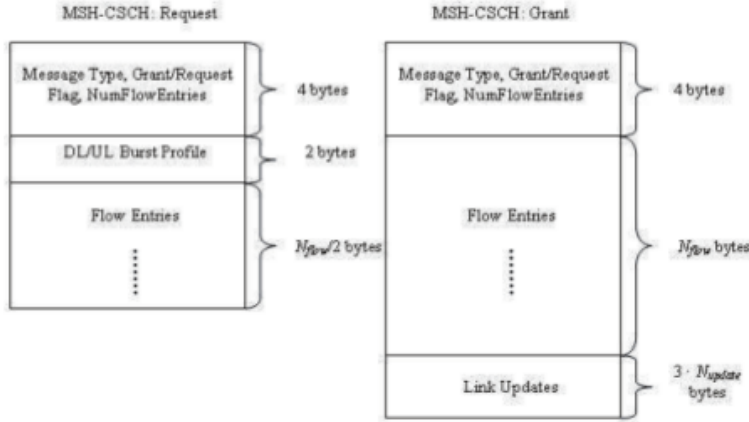 MSH-CSCH: Request
Message Type, Grant/Request
Flag, NumFlowEntries
4 bytes
DL/UL Burst Profile
2 bytes
Flow Entries
N_flow/2 bytes
MSH-CSCH: Grant
Message Type, Grant/Request
Flag, NumFlowEntries
4 bytes
Flow Entries
N_flow bytes
Link Updates
3 · N_update
bytes